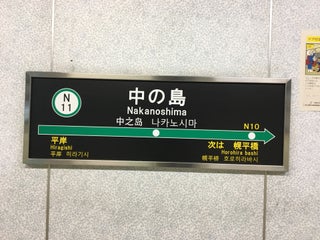 N
11
中の島
Nakanoshima
中之岛 나카노시마
N10
平岸
Hiragishi
平岸 히라기시
次は 幌平橋
Horohira bashi
幌平桥 호로히라바시